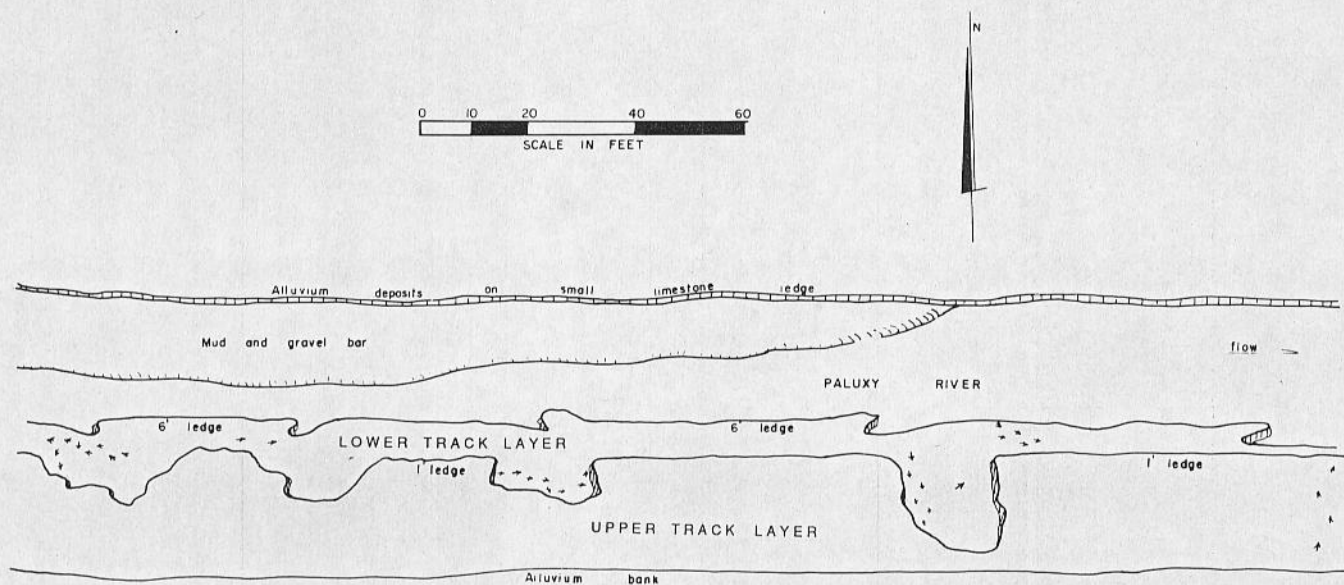 N
0 10 20 40 60
SCALE IN FEET
Alluvium deposits on small limestone ledge
Mud and gravel bar
flow
PALUXY RIVER
6' ledge
6' ledge
LOWER TRACK LAYER
1' ledge
1' ledge
UPPER TRACK LAYER
Alluvium bank